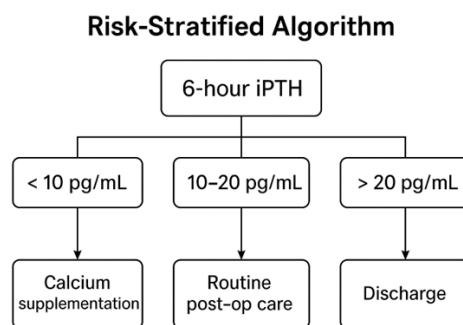 Risk-Stratified Algorithm
6-hour iPTH
< 10 pg/mL
10–20 pg/mL
> 20 pg/mL
Calcium
supplementation
Routine
post-op care
Discharge